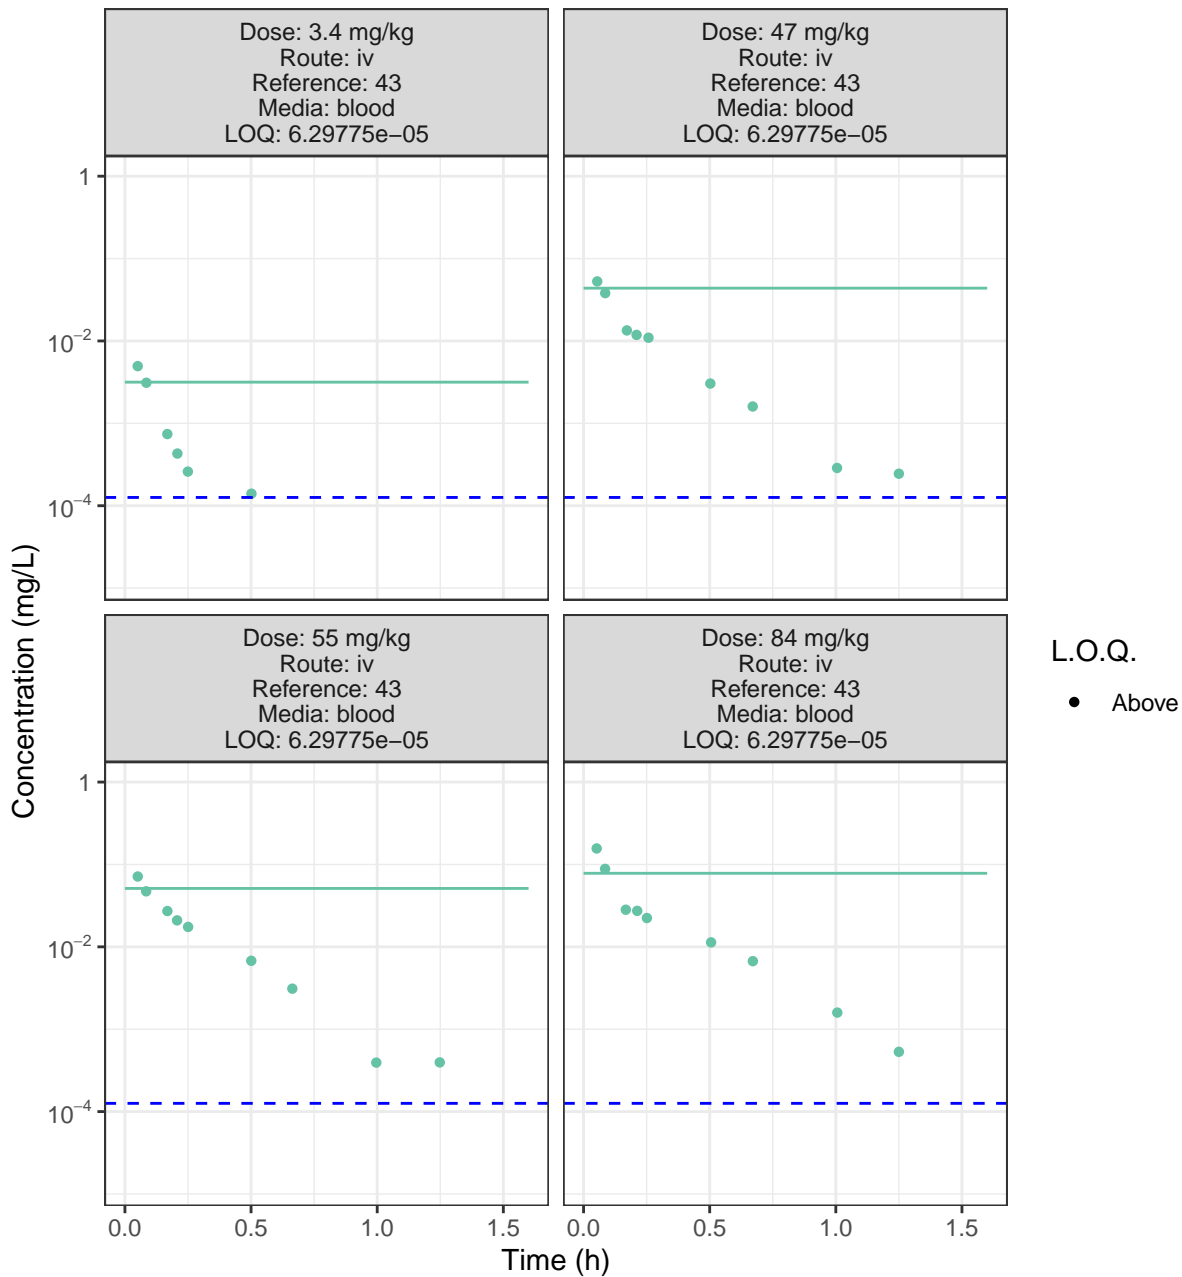 Dose: 3.4 mg/kg
Route: iv
Reference: 43
Media: blood
LOQ: 6.29775e−05
Dose: 47 mg/kg
Route: iv
Reference: 43
Media: blood
LOQ: 6.29775e−05
1
10⁻²
10⁻⁴
Concentration (mg/L)
Dose: 55 mg/kg
Route: iv
Reference: 43
Media: blood
LOQ: 6.29775e−05
Dose: 84 mg/kg
Route: iv
Reference: 43
Media: blood
LOQ: 6.29775e−05
1
10⁻²
10⁻⁴
0.0 0.5 1.0 1.5
0.0 0.5 1.0 1.5
Time (h)
L.O.Q.
Above